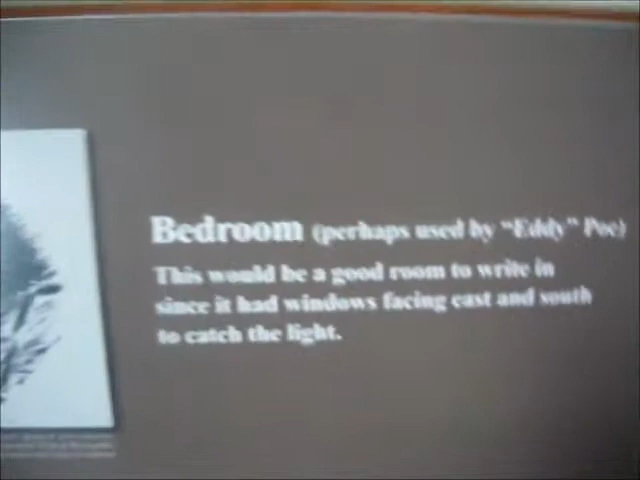 Bedroom (perhaps used by “Eddy” Poe)
This would be a good room to write in
since it had windows facing east and south
to catch the light.